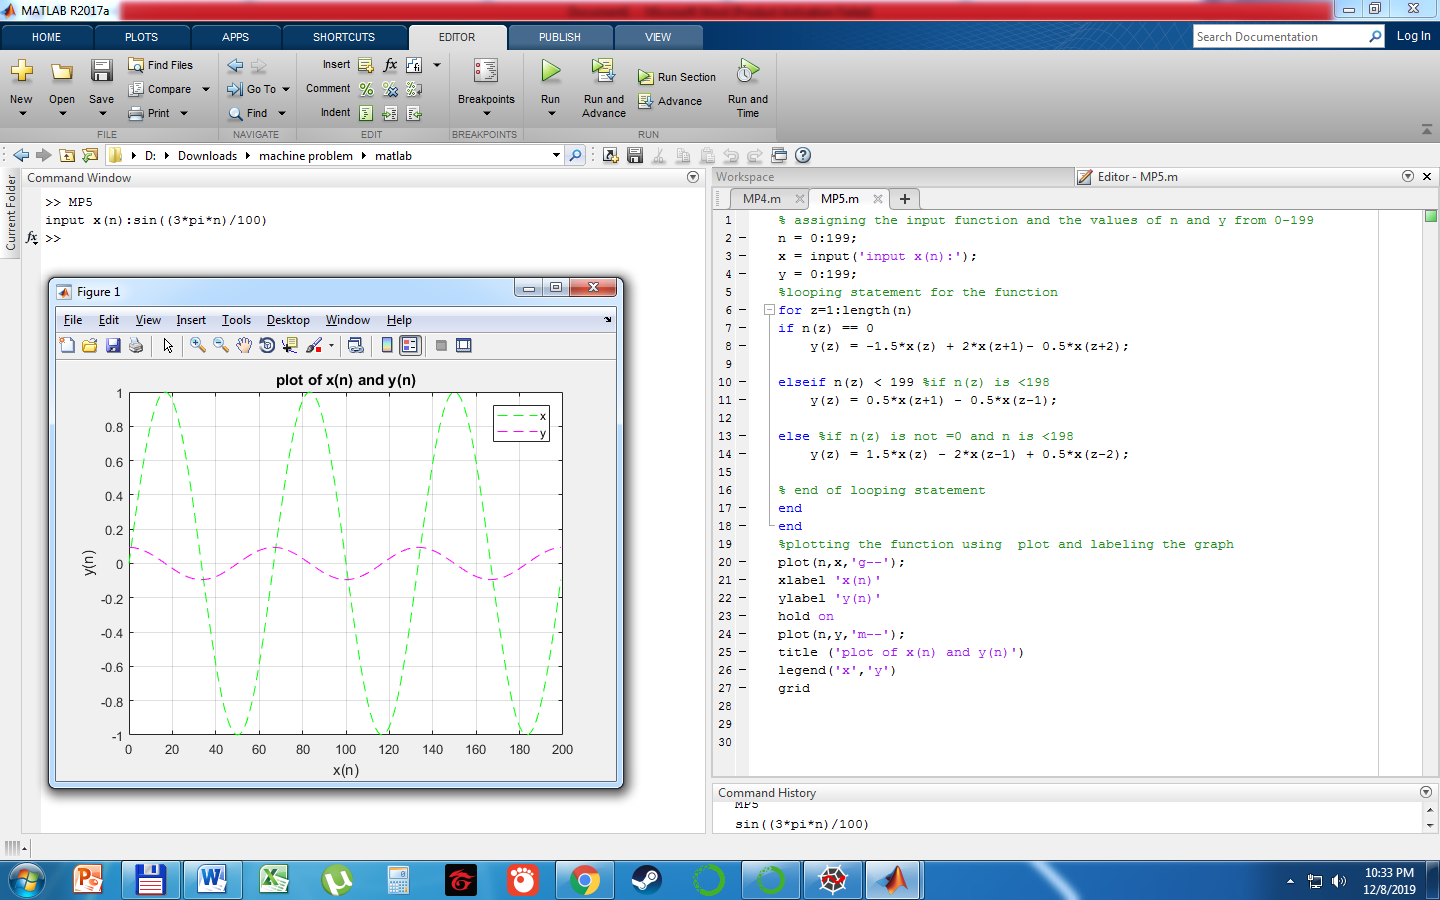 MATLAB R2017a
HOME PLOTS APPS SHORTCUTS EDITOR PUBLISH VIEW
Search Documentation Log In
New Open Save
Find Files
Compare
Print
Go To
Find
Insert fx
Comment
Indent
Breakpoints
Run
Run and Advance
Run Section
Advance
Run and Time
FILE NAVIGATE EDIT BREAKPOINTS RUN
D: Downloads machine problem matlab
Current Folder
Command Window
>> MP5
input x(n):sin((3*pi*n)/100)
fx >>
Figure 1
File Edit View Insert Tools Desktop Window Help
plot of x(n) and y(n)
x
y
1
0.8
0.6
0.4
0.2
0
-0.2
-0.4
-0.6
-0.8
-1
y(n)
0 20 40 60 80 100 120 140 160 180 200
x(n)
Workspace
Editor - MP5.m
MP4.m MP5.m
1 % assigning the input function and the values of n and y from 0-199
2 n = 0:199;
3 x = input('input x(n):');
4 y = 0:199;
5 %looping statement for the function
6 for z=1:length(n)
7 if n(z) == 0
8 y(z) = -1.5*x(z) + 2*x(z+1)- 0.5*x(z+2);
9
10 elseif n(z) < 199 %if n(z) is <198
11 y(z) = 0.5*x(z+1) - 0.5*x(z-1);
12
13 else %if n(z) is not =0 and n is <198
14 y(z) = 1.5*x(z) - 2*x(z-1) + 0.5*x(z-2);
15
16 % end of looping statement
17 end
18 end
19 %plotting the function using  plot and labeling the graph
20 plot(n,x,'g--');
21 xlabel 'x(n)'
22 ylabel 'y(n)'
23 hold on
24 plot(n,y,'m--');
25 title ('plot of x(n) and y(n)')
26 legend('x','y')
27 grid
28
29
30
Command History
MP5
sin((3*pi*n)/100)
10:33 PM
12/8/2019